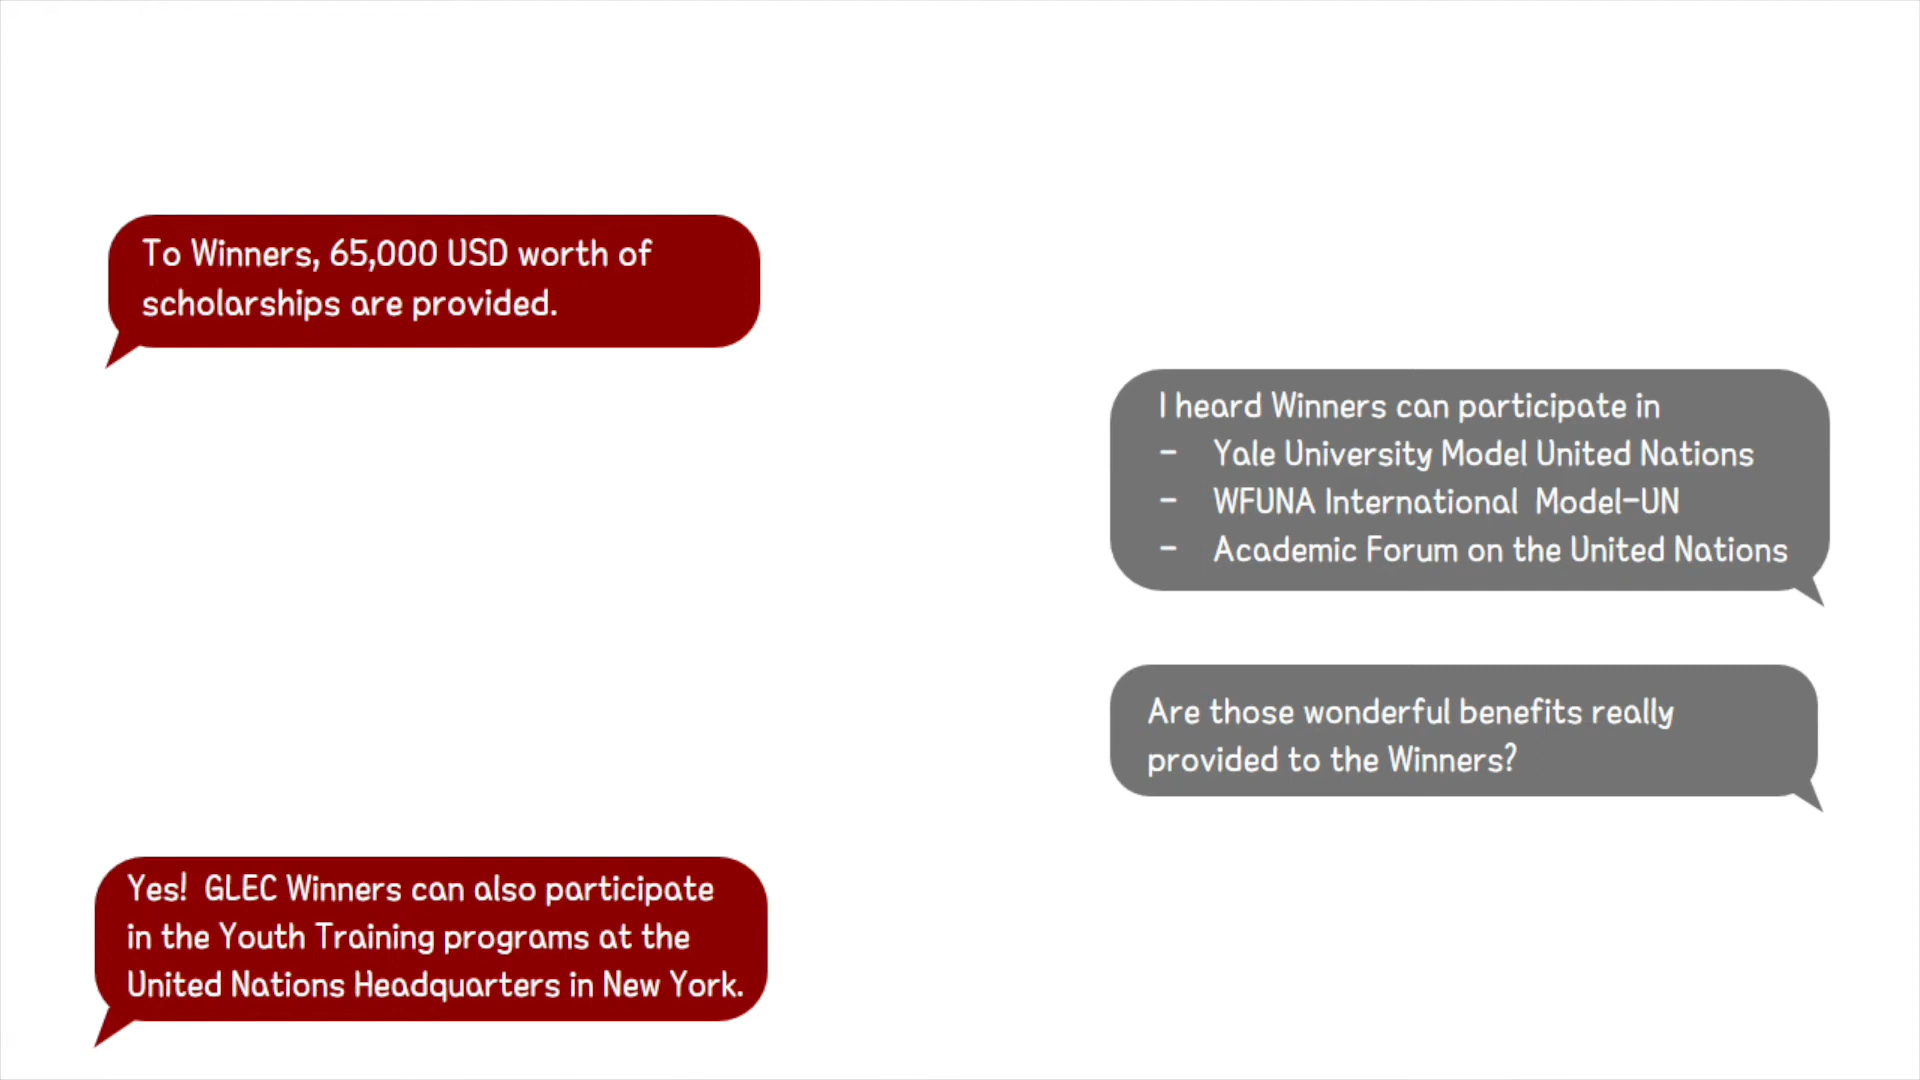 To Winners, 65,000 USD worth of
scholarships are provided.
I heard Winners can participate in
- Yale University Model United Nations
- WFUNA International Model-UN
- Academic Forum on the United Nations
Are those wonderful benefits really
provided to the Winners?
Yes! GLEC Winners can also participate
in the Youth Training programs at the
United Nations Headquarters in New York.